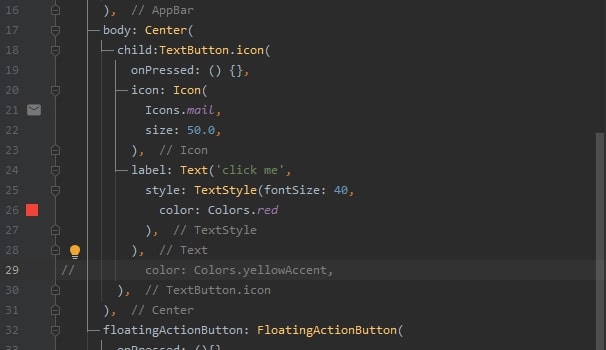 16 ),  // AppBar
17 body: Center(
18 child:TextButton.icon(
19 onPressed: () {},
20 icon: Icon(
21 Icons.mail,
22 size: 50.0,
23 ),  // Icon
24 label: Text('click me',
25 style: TextStyle(fontSize: 40,
26 color: Colors.red
27 ),  // TextStyle
28 ),  // Text
29 //          color: Colors.yellowAccent,
30 ),  // TextButton.icon
31 ),  // Center
32 floatingActionButton: FloatingActionButton(
33 onPressed: (){